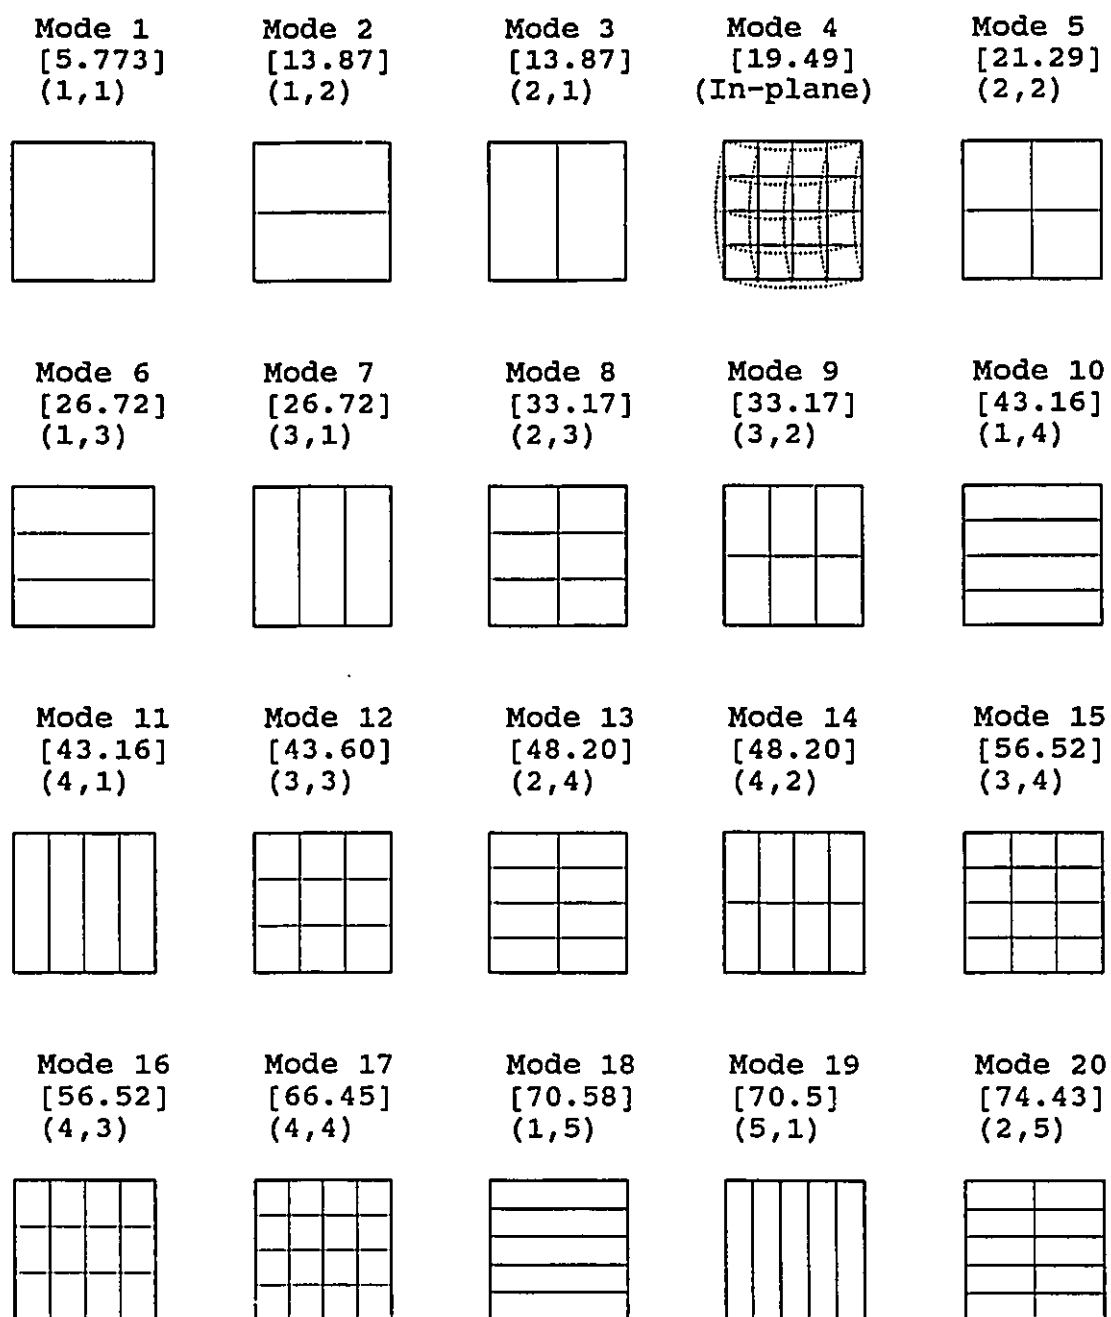 Mode 1
[5.773]
(1,1)
Mode 2
[13.87]
(1,2)
Mode 3
[13.87]
(2,1)
Mode 4
[19.49]
(In-plane)
Mode 5
[21.29]
(2,2)
Mode 6
[26.72]
(1,3)
Mode 7
[26.72]
(3,1)
Mode 8
[33.17]
(2,3)
Mode 9
[33.17]
(3,2)
Mode 10
[43.16]
(1,4)
Mode 11
[43.16]
(4,1)
Mode 12
[43.60]
(3,3)
Mode 13
[48.20]
(2,4)
Mode 14
[48.20]
(4,2)
Mode 15
[56.52]
(3,4)
Mode 16
[56.52]
(4,3)
Mode 17
[66.45]
(4,4)
Mode 18
[70.58]
(1,5)
Mode 19
[70.5]
(5,1)
Mode 20
[74.43]
(2,5)